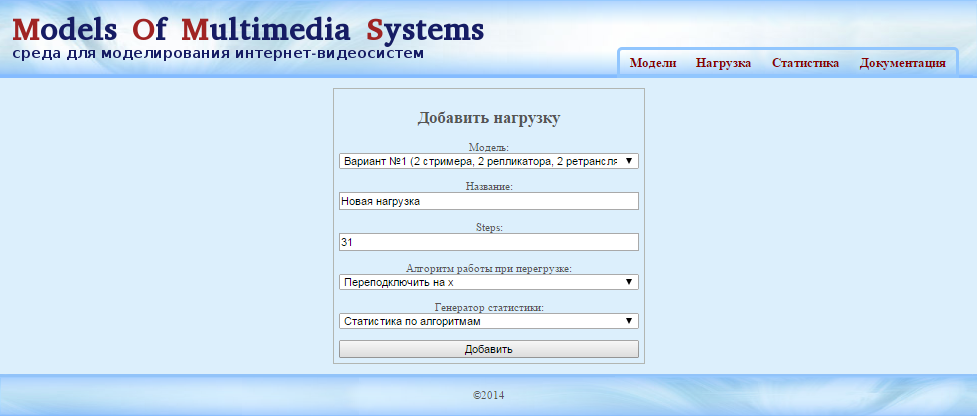 Models Of Multimedia Systems
среда для моделирования интернет-видеосистем
Модели Нагрузка Статистика Документация
Добавить нагрузку
Модель:
Вариант №1 (2 стримера, 2 репликатора, 2 ретрансля
Название:
Новая нагрузка
Steps:
31
Алгоритм работы при перегрузке:
Переподключить на x
Генератор статистики:
Статистика по алгоритмам
Добавить
©2014